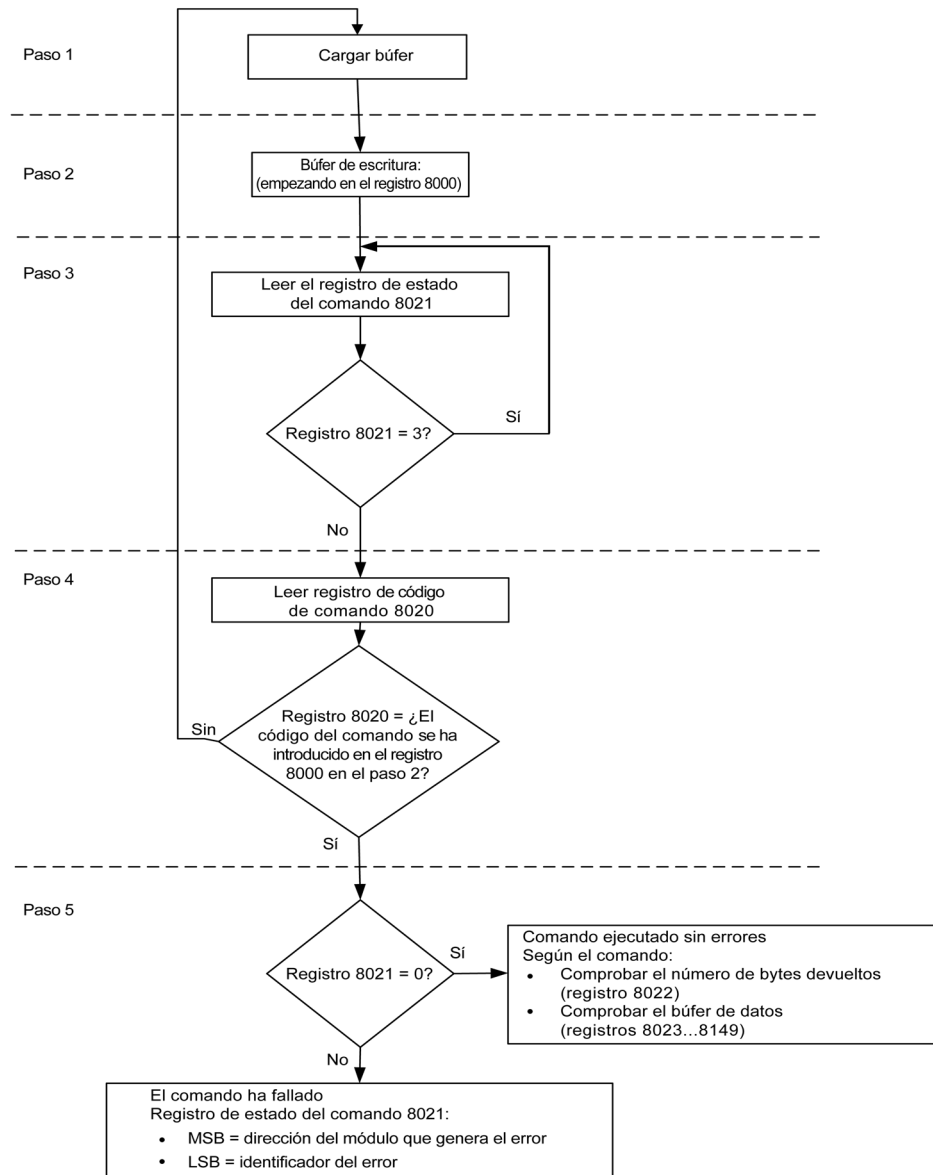 Paso 1
Cargar búfer
Paso 2
Búfer de escritura:
(empezando en el registro 8000)
Paso 3
Leer el registro de estado
del comando 8021
Registro 8021 = 3?
Sí
No
Paso 4
Leer registro de código
de comando 8020
Registro 8020 = ¿El
código del comando se ha
introducido en el registro
8000 en el paso 2?
Sin
Sí
Paso 5
Registro 8021 = 0?
Sí
Comando ejecutado sin errores
Según el comando:
• Comprobar el número de bytes devueltos
(registro 8022)
• Comprobar el búfer de datos
(registros 8023...8149)
No
El comando ha fallado
Registro de estado del comando 8021:
• MSB = dirección del módulo que genera el error
• LSB = identificador del error